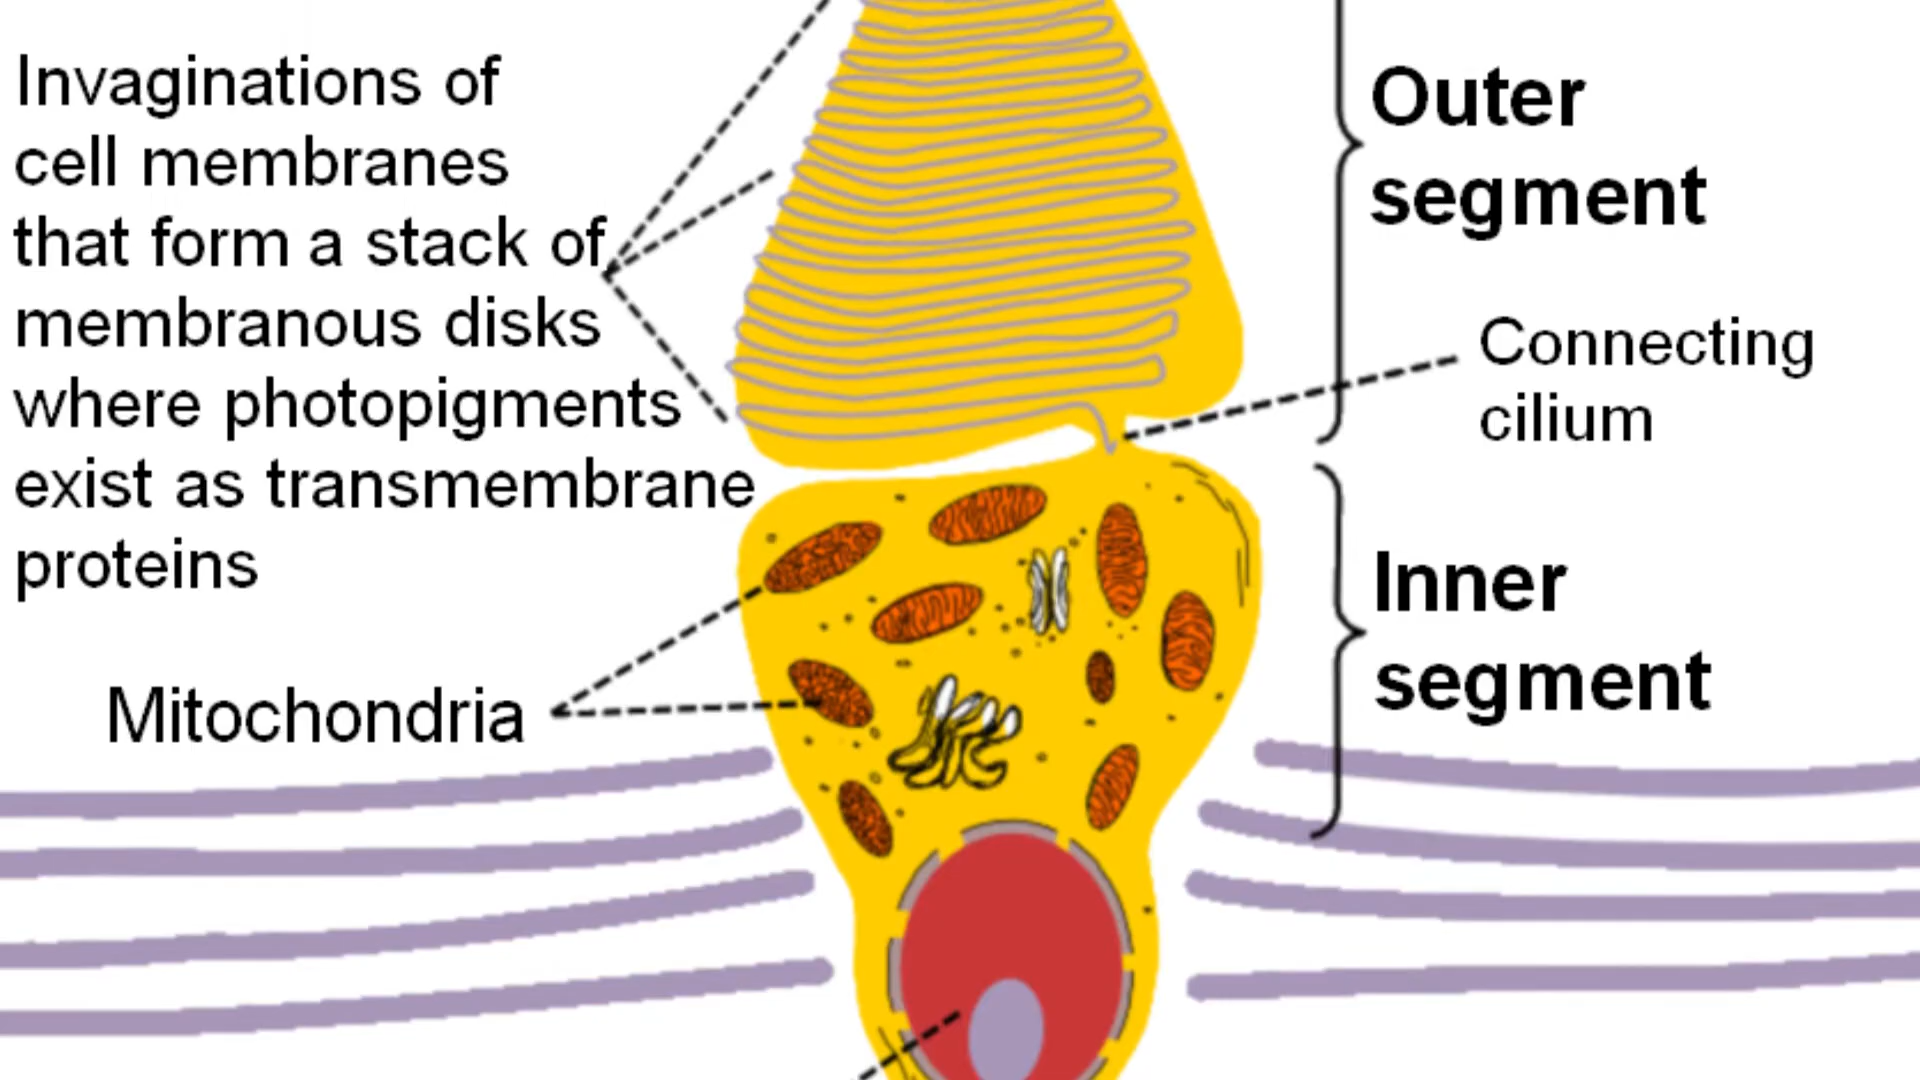 Invaginations of
cell membranes
that form a stack of
membranous disks
where photopigments
exist as transmembrane
proteins
Mitochondria
Outer
segment
Connecting
cilium
Inner
segment